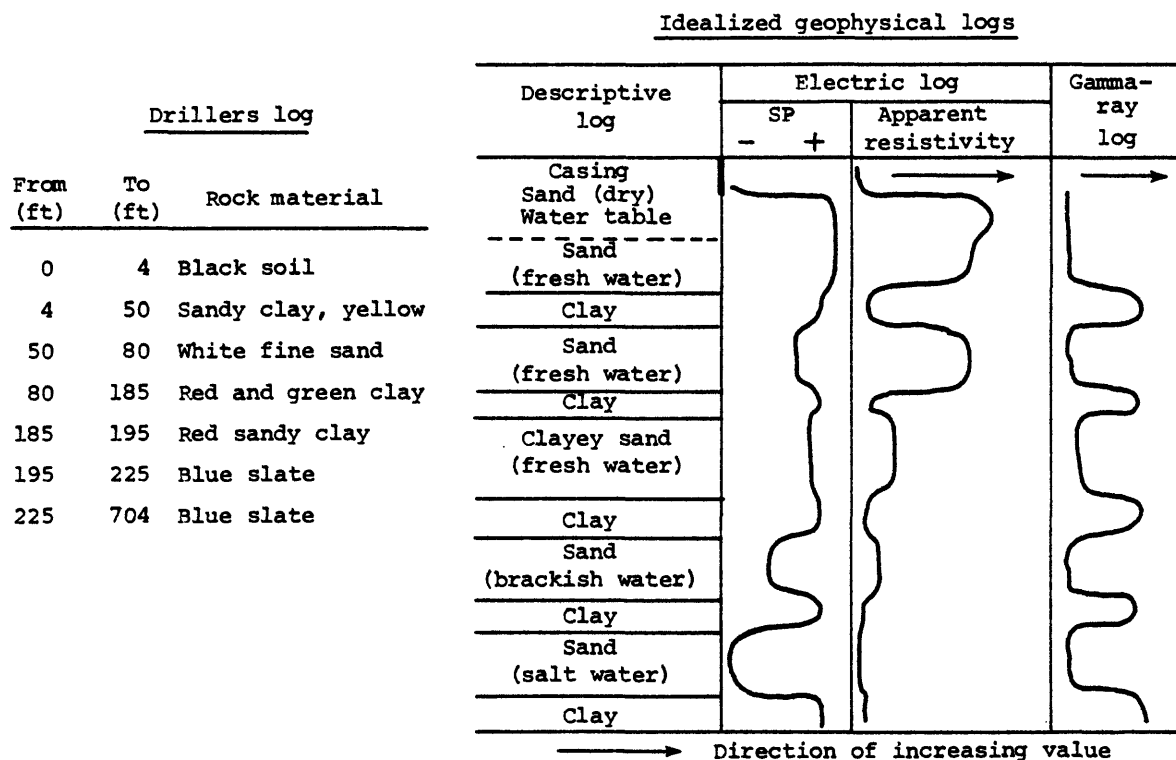 Drillers log
From To Rock material
(ft) (ft)
0 4 Black soil
4 50 Sandy clay, yellow
50 80 White fine sand
80 185 Red and green clay
185 195 Red sandy clay
195 225 Blue slate
225 704 Blue slate
Idealized geophysical logs
Descriptive log
Electric log
SP
- +
Apparent
resistivity
Gamma-
ray
log
Casing
Sand (dry)
Water table
Sand
(fresh water)
Clay
Sand
(fresh water)
Clay
Clayey sand
(fresh water)
Clay
Sand
(brackish water)
Clay
Sand
(salt water)
Clay
Direction of increasing value